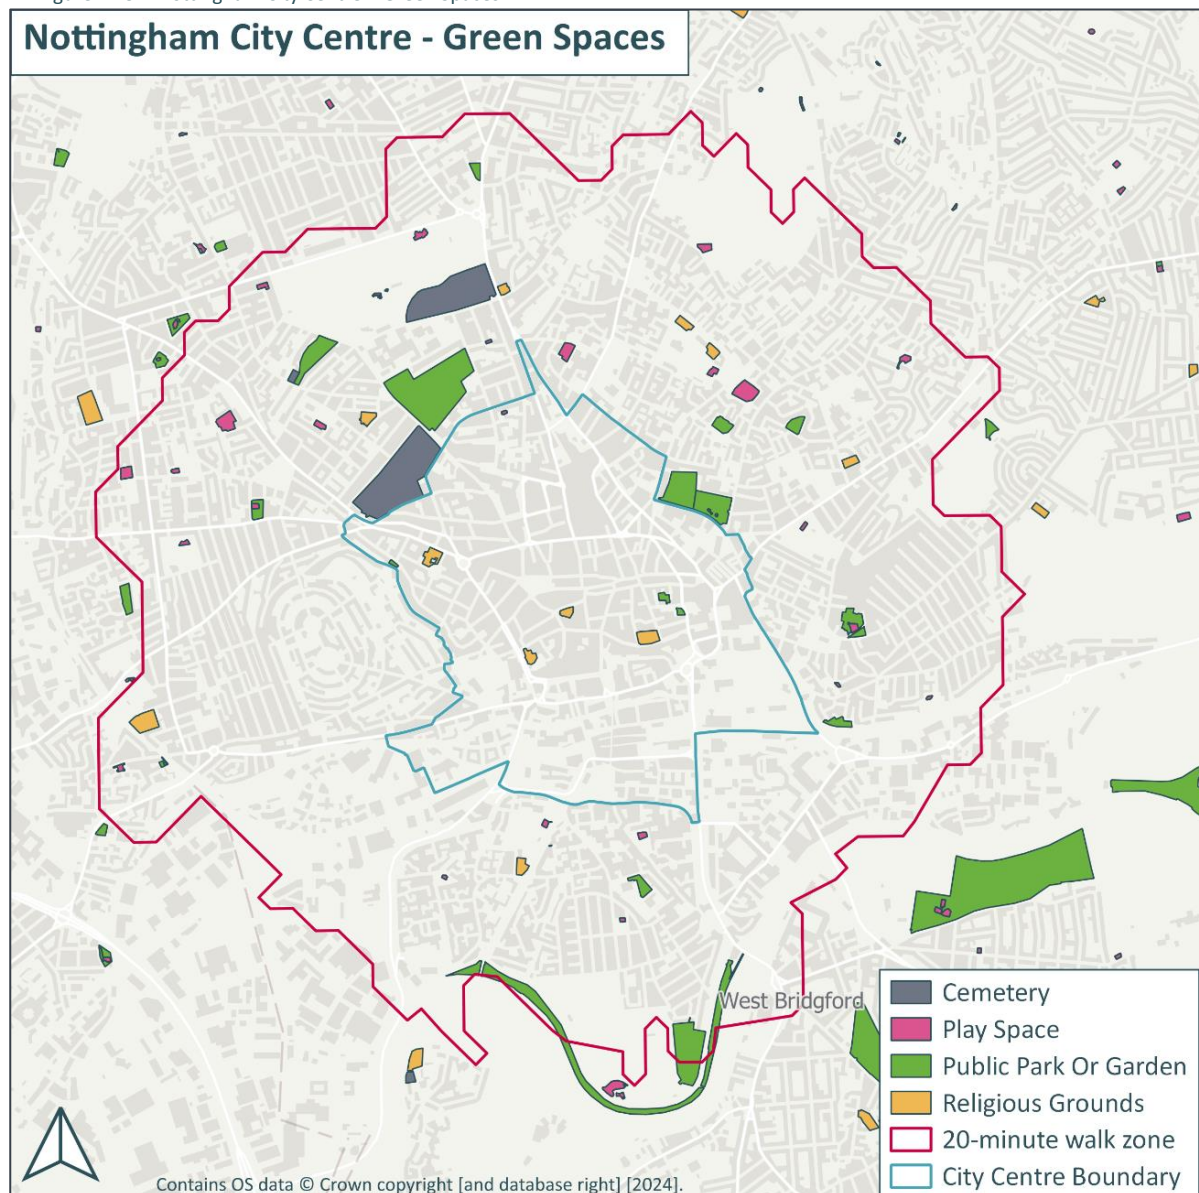 Nottingham City Centre - Green Spaces
West Bridgford
Cemetery
Play Space
Public Park Or Garden
Religious Grounds
20-minute walk zone
City Centre Boundary
Contains OS data © Crown copyright [and database right] [2024].